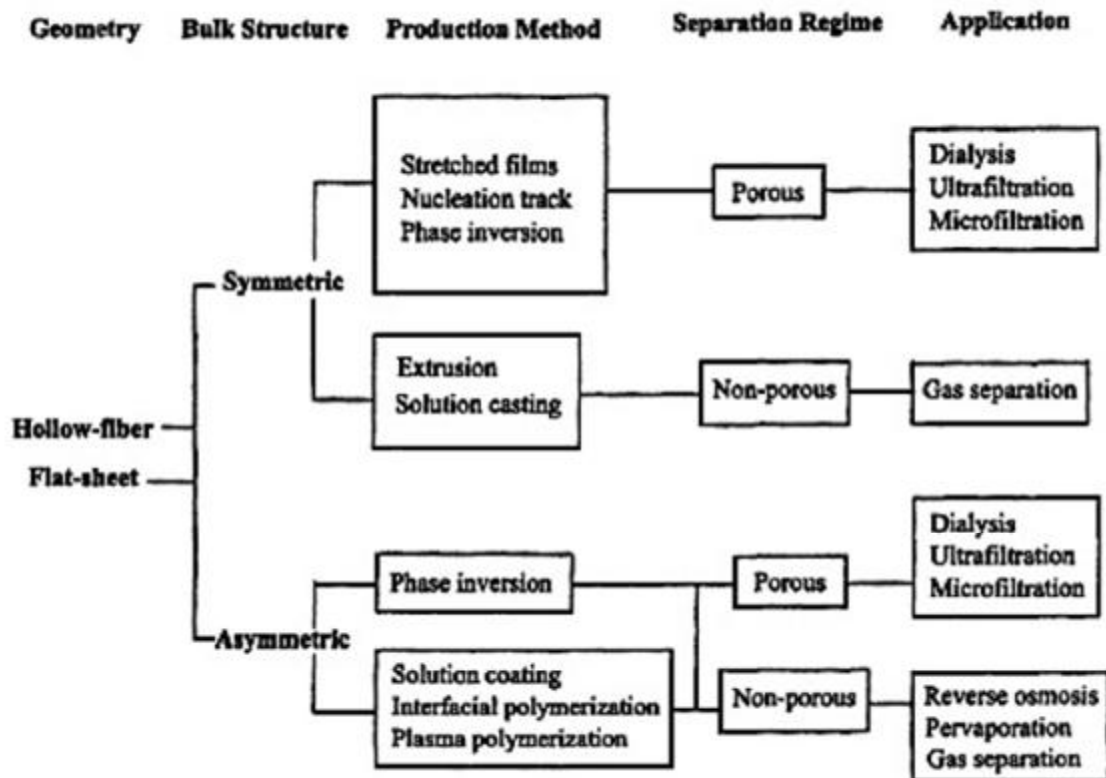 Geometry Bulk Structure Production Method Separation Regime Application
Stretched films
Nucleation track
Phase inversion
Porous
Dialysis
Ultrafiltration
Microfiltration
Symmetric
Extrusion
Solution casting
Non-porous
Gas separation
Hollow-fiber
Flat-sheet
Phase inversion
Porous
Dialysis
Ultrafiltration
Microfiltration
Asymmetric
Solution coating
Interfacial polymerization
Plasma polymerization
Non-porous
Reverse osmosis
Pervaporation
Gas separation